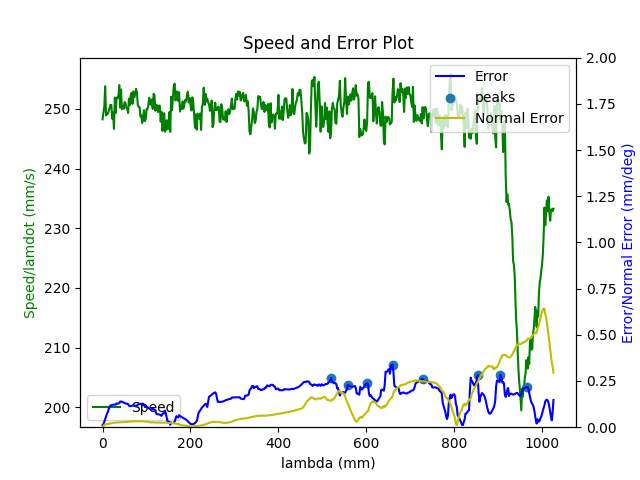 Speed and Error Plot
Error
peaks
Normal Error
Speed
Speed/lamdot (mm/s)
250
240
230
220
210
200
Error/Normal Error (mm/deg)
2.00
1.75
1.50
1.25
1.00
0.75
0.50
0.25
0.00
0 200 400 600 800 1000
lambda (mm)